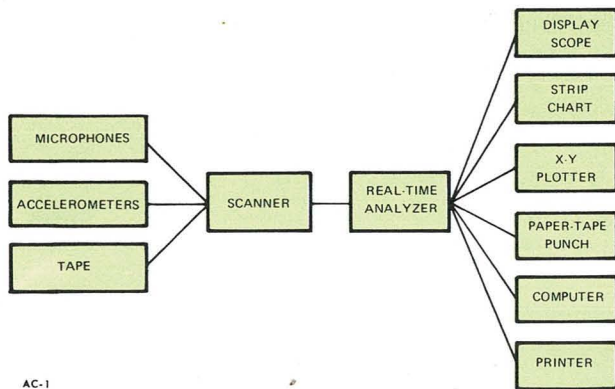 MICROPHONES
ACCELEROMETERS
TAPE
SCANNER
REAL-TIME
ANALYZER
DISPLAY
SCOPE
STRIP
CHART
X-Y
PLOTTER
PAPER-TAPE
PUNCH
COMPUTER
PRINTER
AC-1